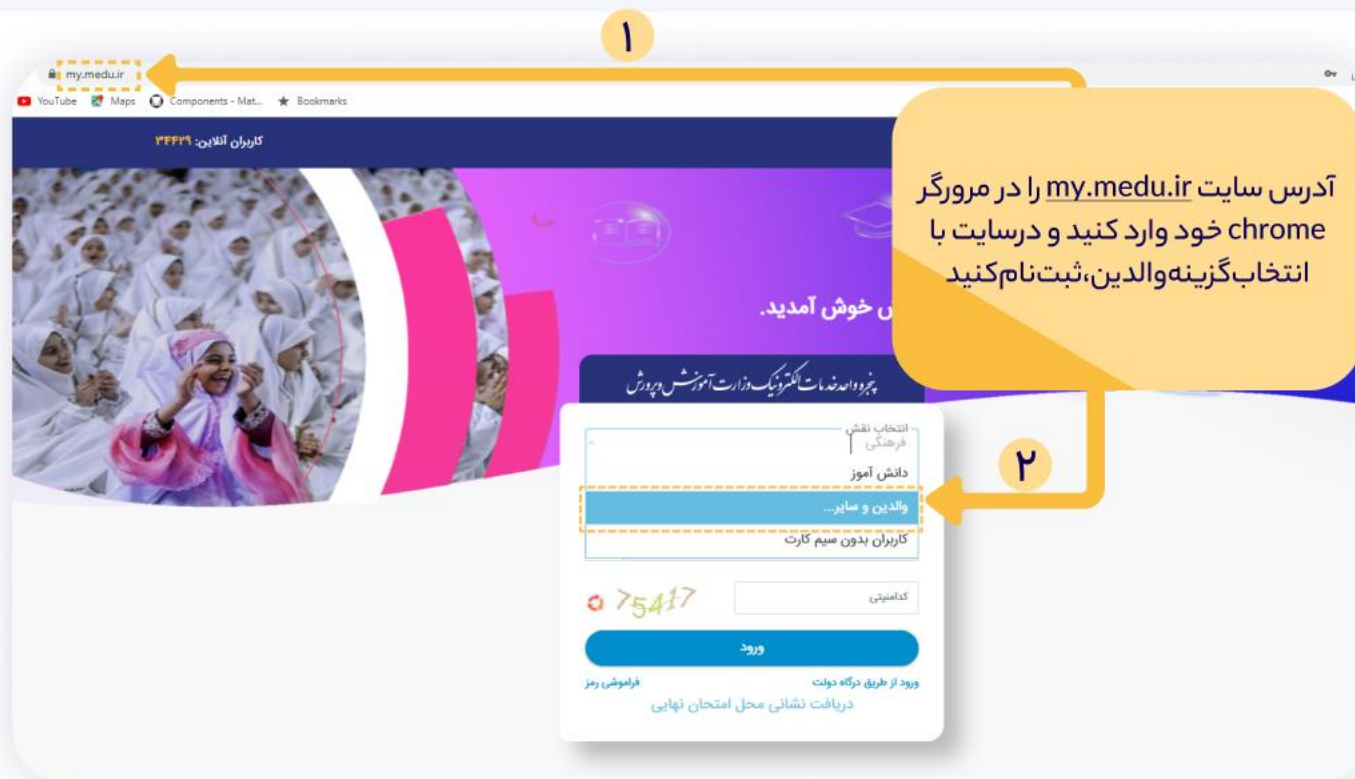 ۱
my.medu.ir
YouTube Maps Components - Mat... Bookmarks
کاربران آنلاین: ۳۴۴۲۹
آدرس سایت my.medu.ir را در مرورگر
chrome خود وارد کنید و درسایت با
انتخاب‌گزینه‌والدین،ثبت‌نام‌کنید
خوش آمدید.
پنجره واحد خدمات الکترونیک وزارت آموزش و پرورش
انتخاب نقش
فرهنگی
دانش آموز
والدین و سایر...
کاربران بدون سیم کارت
۲
کدامنیتی
75417
ورود
ورود از طریق درگاه دولت
فراموشی رمز
دریافت نشانی محل امتحان نهایی